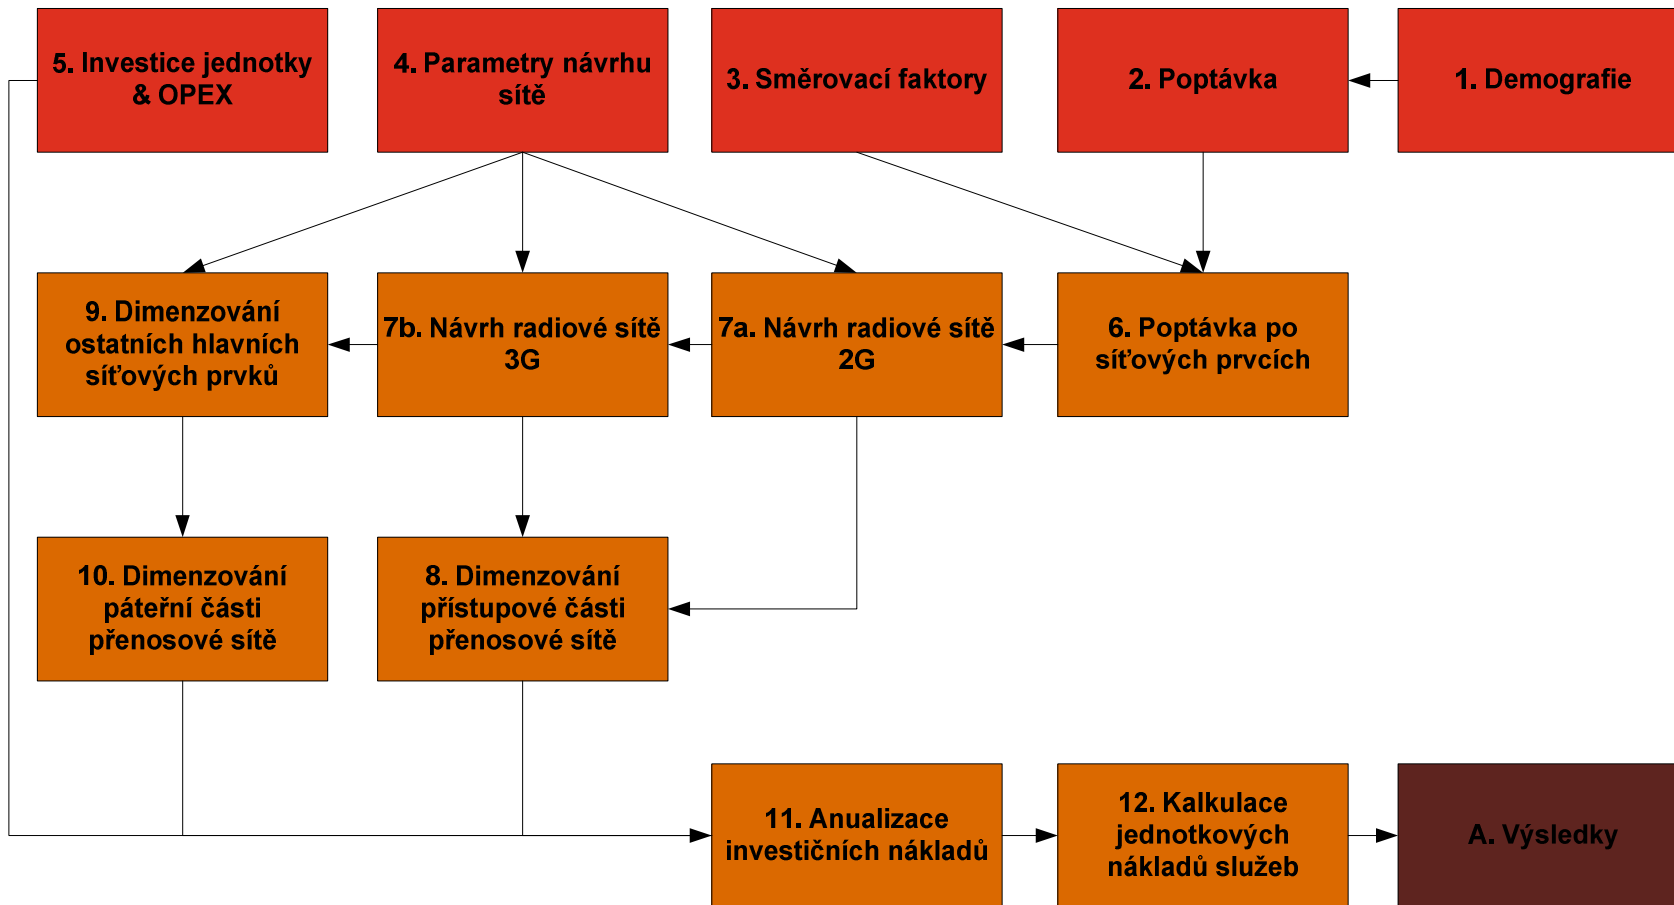 5. Investice jednotky
& OPEX
4. Parametry návrhu
sítě
3. Směrovací faktory
2. Poptávka
1. Demografie
9. Dimenzování
ostatních hlavních
síťových prvků
7b. Návrh radiové sítě
3G
7a. Návrh radiové sítě
2G
6. Poptávka po
síťových prvcích
10. Dimenzování
páteřní části
přenosové sítě
8. Dimenzování
přístupové části
přenosové sítě
11. Anualizace
investičních nákladů
12. Kalkulace
jednotkových
nákladů služeb
A. Výsledky